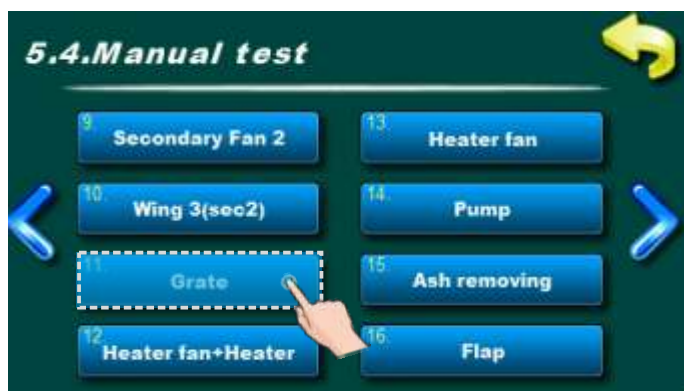 5.4.Manual test
9.
Secondary Fan 2
10.
Wing 3(sec2)
11.
Grate
12.
Heater fan+Heater
13.
Heater fan
14.
Pump
15.
Ash removing
16.
Flap